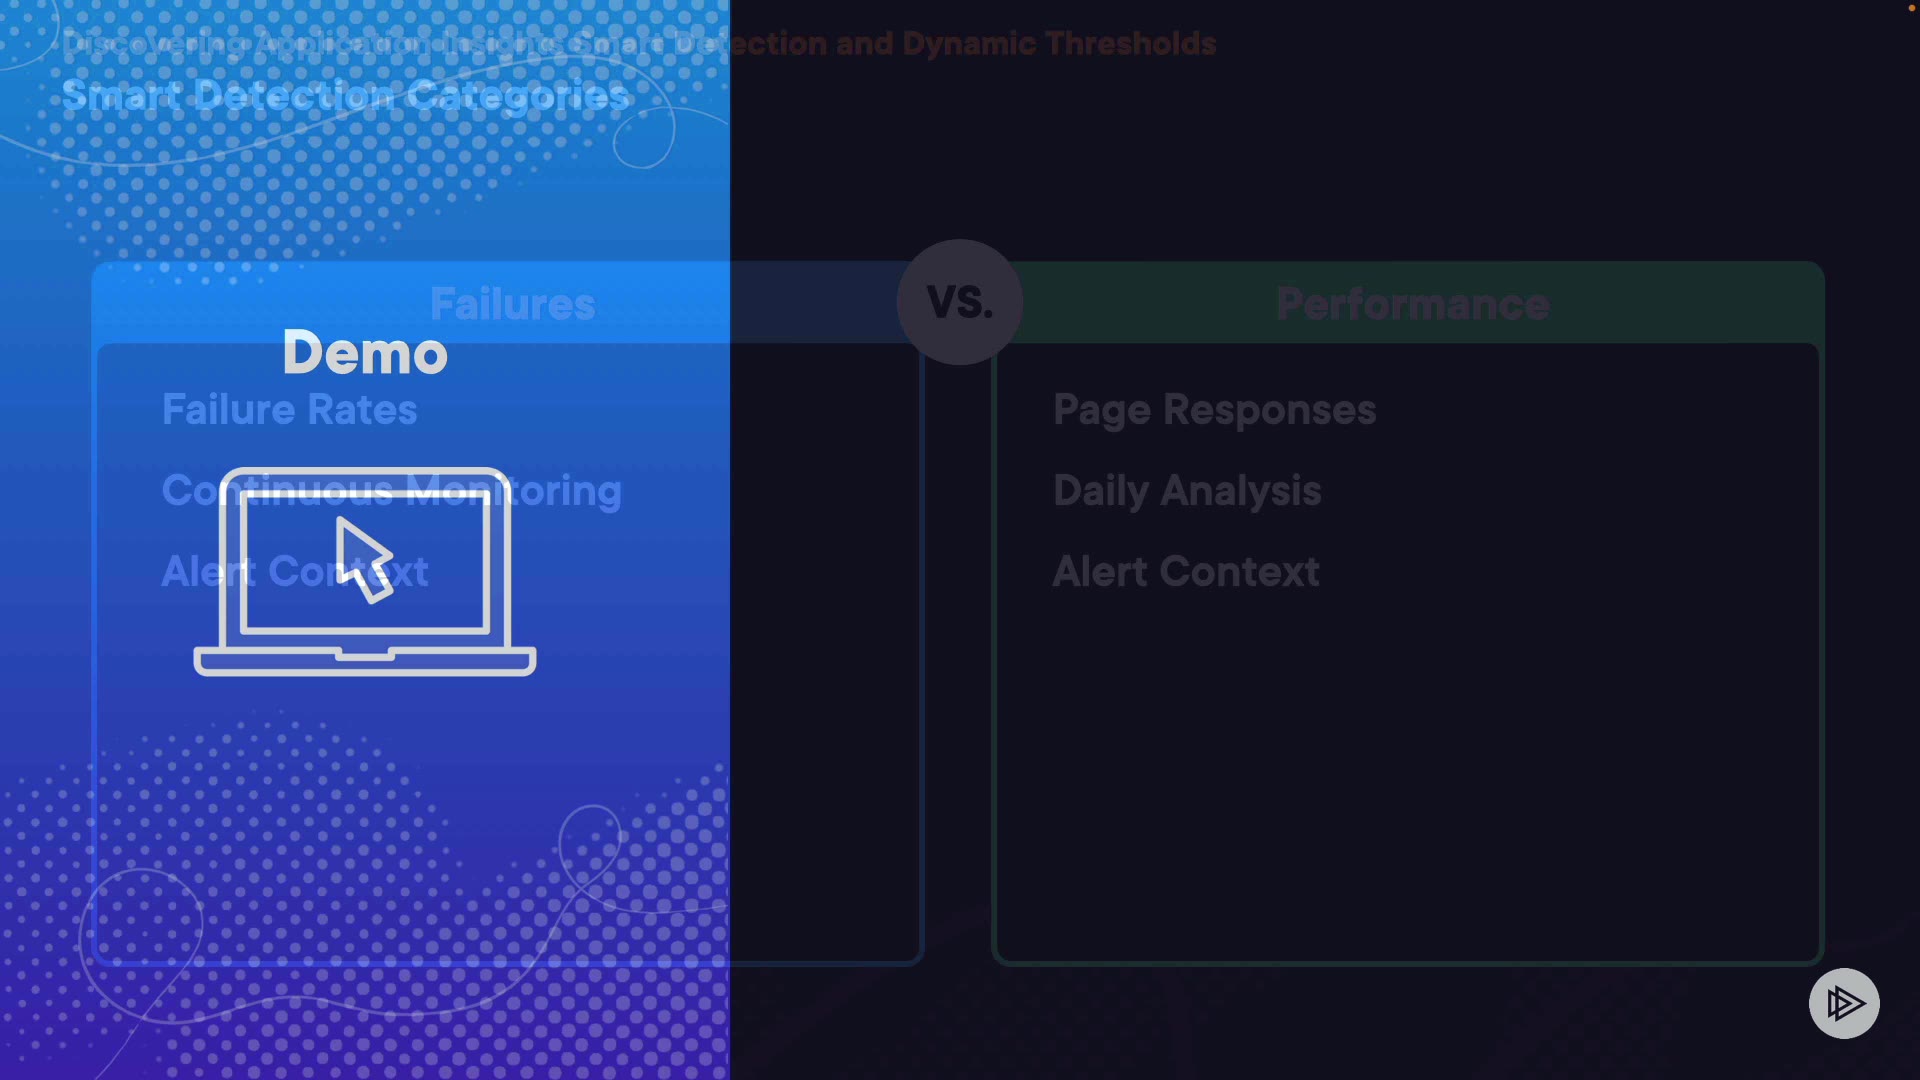 Discovering Application Insights Smart Detection and Dynamic Thresholds
Smart Detection Categories
Failures
VS.
Performance
Demo
Failure Rates
Continuous Monitoring
Alert Context
Page Responses
Daily Analysis
Alert Context